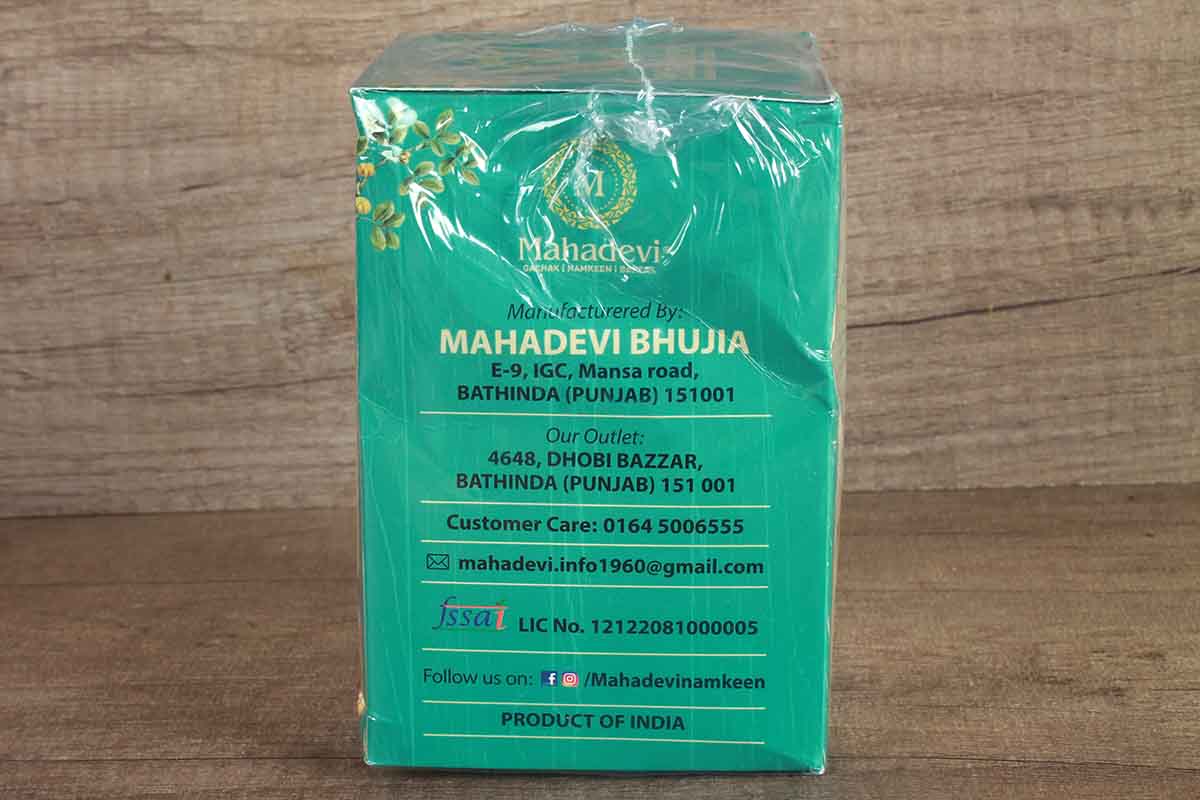 M
Mahadevi
GACHAK | NAMKEEN |
Manufacturered By:
MAHADEVI BHUJIA
E-9, IGC, Mansa road,
BATHINDA (PUNJAB) 151001
Our Outlet:
4648, DHOBI BAZZAR,
BATHINDA (PUNJAB) 151 001
Customer Care: 0164 5006555
mahadevi.info1960@gmail.com
fssai LIC No. 12122081000005
Follow us on: /Mahadevinamkeen
PRODUCT OF INDIA